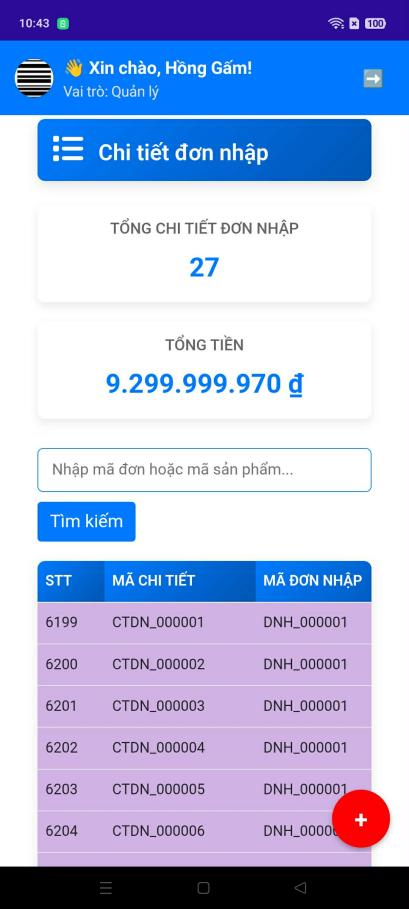 10:43
100
👋 Xin chào, Hồng Gấm!
Vai trò: Quản lý
Chi tiết đơn nhập
TỔNG CHI TIẾT ĐƠN NHẬP
27
TỔNG TIỀN
9.299.999.970 ₫
Nhập mã đơn hoặc mã sản phẩm...
Tìm kiếm
STT MÃ CHI TIẾT MÃ ĐƠN NHẬP
6199 CTDN_000001 DNH_000001
6200 CTDN_000002 DNH_000001
6201 CTDN_000003 DNH_000001
6202 CTDN_000004 DNH_000001
6203 CTDN_000005 DNH_000001
6204 CTDN_000006
+